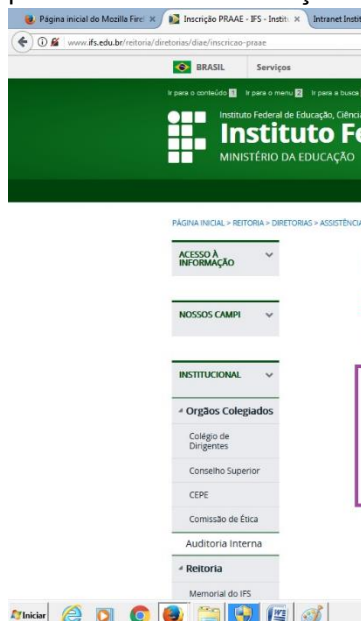 Página inicial do Mozilla Fire
Inscrição PRAAE - IFS - Instit
Intranet Instit
www.ifs.edu.br/reitoria/diretorias/diae/inscricao-praae
BRASIL
Serviços
Ir para o conteúdo 1
Ir para o menu 2
Ir para a busca
Instituto Federal de Educação, Ciênci
Instituto Fe
MINISTÉRIO DA EDUCAÇÃO
PÁGINA INICIAL > REITORIA > DIRETORIAS > ASSISTÊNCIA
ACESSO À
INFORMAÇÃO
NOSSOS CAMPI
INSTITUCIONAL
Orgãos Colegiados
Colégio de
Dirigentes
Conselho Superior
CEPE
Comissão de Ética
Auditoria Interna
Reitoria
Memorial do IFS
Iniciar